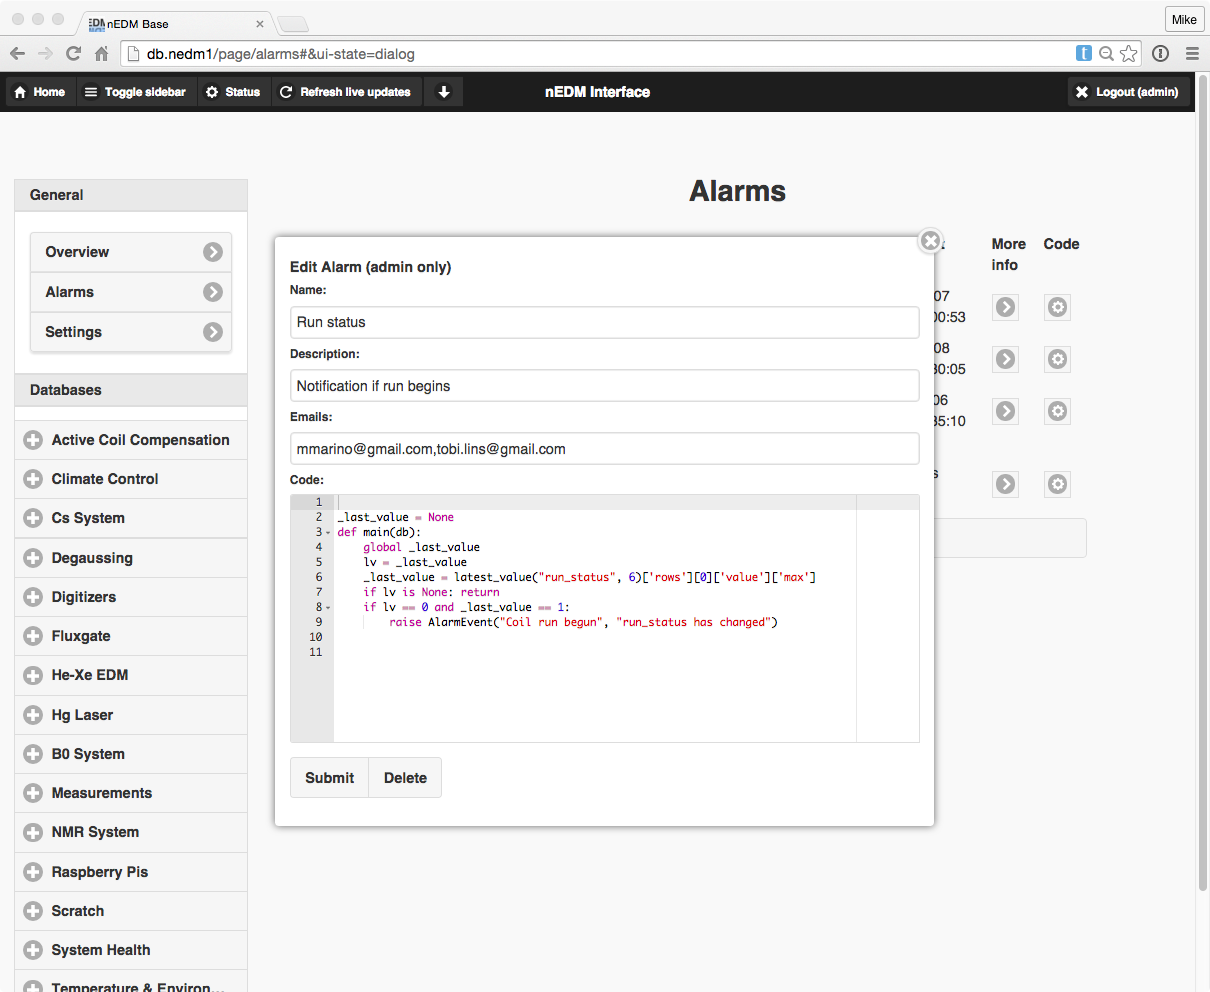 nEDM Base
Mike
db.nedm1/page/alarms#&ui-state=dialog
Home
Toggle sidebar
Status
Refresh live updates
nEDM Interface
Logout (admin)
General
Overview
Alarms
Settings
Databases
Active Coil Compensation
Climate Control
Cs System
Degaussing
Digitizers
Fluxgate
He-Xe EDM
Hg Laser
B0 System
Measurements
NMR System
Raspberry Pis
Scratch
System Health
Temperature & Environ...
Alarms
More info
Code
07
00:53
08
30:05
06
35:10
s
Edit Alarm (admin only)
Name:
Run status
Description:
Notification if run begins
Emails:
mmarino@gmail.com,tobi.lins@gmail.com
Code:
1
2 _last_value = None
3 def main(db):
4 global _last_value
5 lv = _last_value
6 _last_value = latest_value("run_status", 6)['rows'][0]['value']['max']
7 if lv is None: return
8 if lv == 0 and _last_value == 1:
9 raise AlarmEvent("Coil run begun", "run_status has changed")
10
11
Submit
Delete